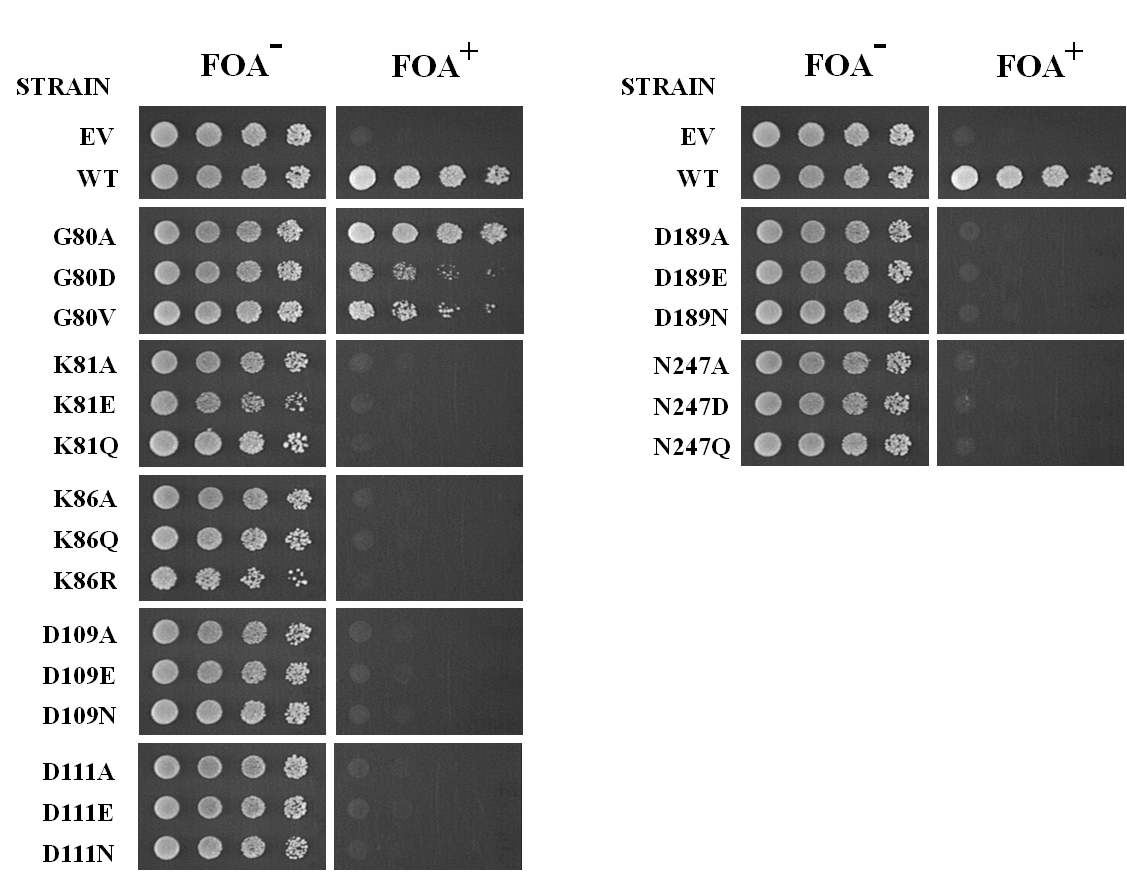 FOA- FOA+
STRAIN
EV
WT
G80A
G80D
G80V
K81A
K81E
K81Q
K86A
K86Q
K86R
D109A
D109E
D109N
D111A
D111E
D111N
FOA- FOA+
STRAIN
EV
WT
D189A
D189E
D189N
N247A
N247D
N247Q